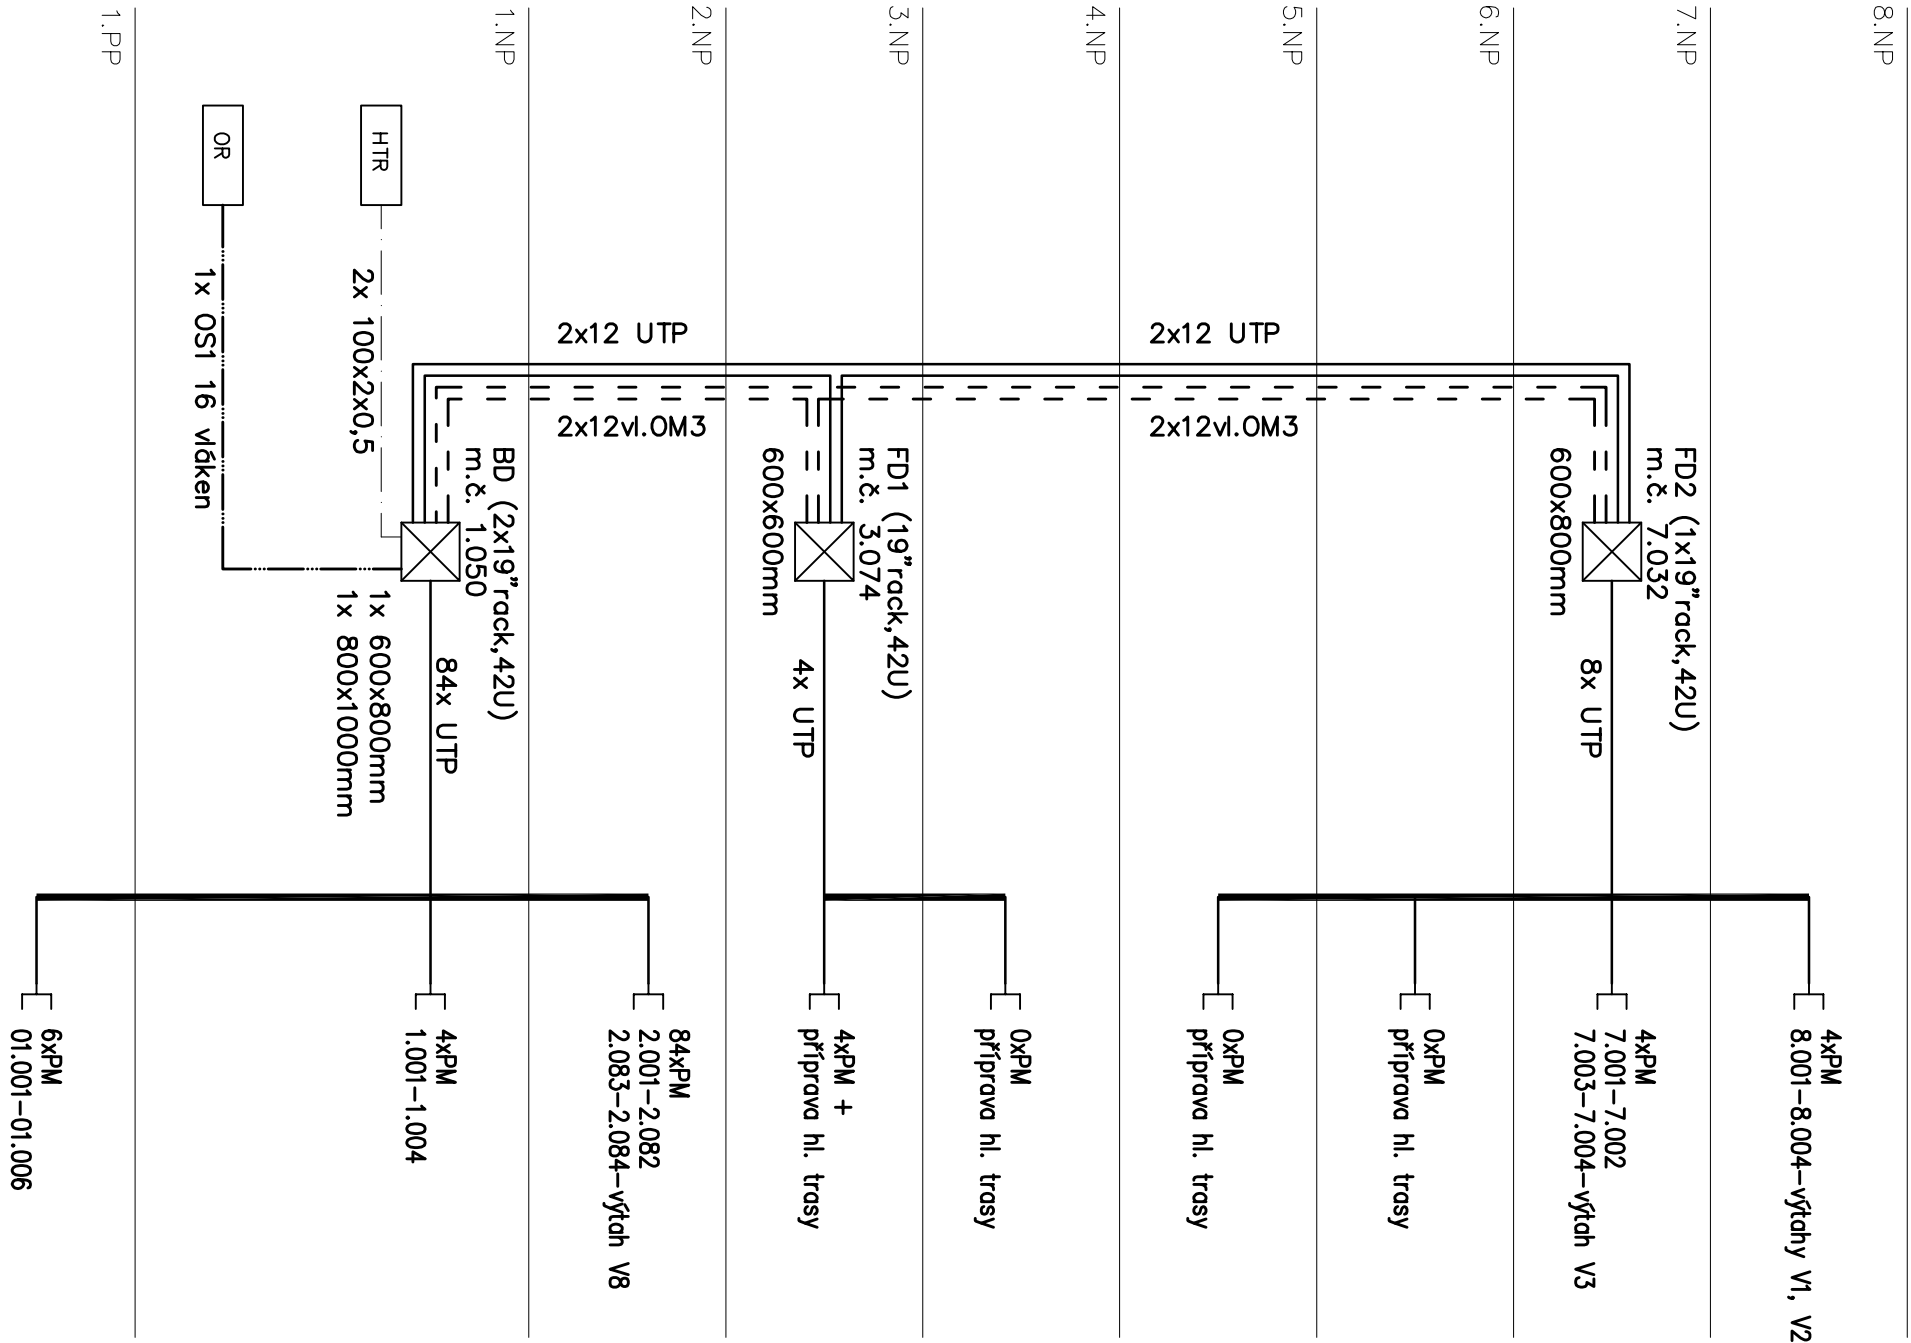 8.NP
7.NP
6.NP
5.NP
4.NP
3.NP
2.NP
1.NP
1.PP
4xPM
8.001-8.004-výtahy V1, V2
FD2 (1x19"rack,42U)
m.č. 7.032
600x800mm
8x UTP
4xPM
7.001-7.002
7.003-7.004-výtah V3
0xPM
příprava hl. trasy
0xPM
příprava hl. trasy
2x12 UTP
2x12vl.OM3
0xPM
příprava hl. trasy
FD1 (19"rack,42U)
m.č. 3.074
600x600mm
4x UTP
4xPM +
příprava hl. trasy
2x12 UTP
2x12vl.OM3
84xPM
2.001-2.082
2.083-2.084-výtah V8
BD (2x19"rack,42U)
m.č. 1.050
84x UTP
1x 600x800mm
1x 800x1000mm
4xPM
1.001-1.004
HTR
2x 100x2x0,5
OR
1x OS1 16 vláken
6xPM
01.001-01.006